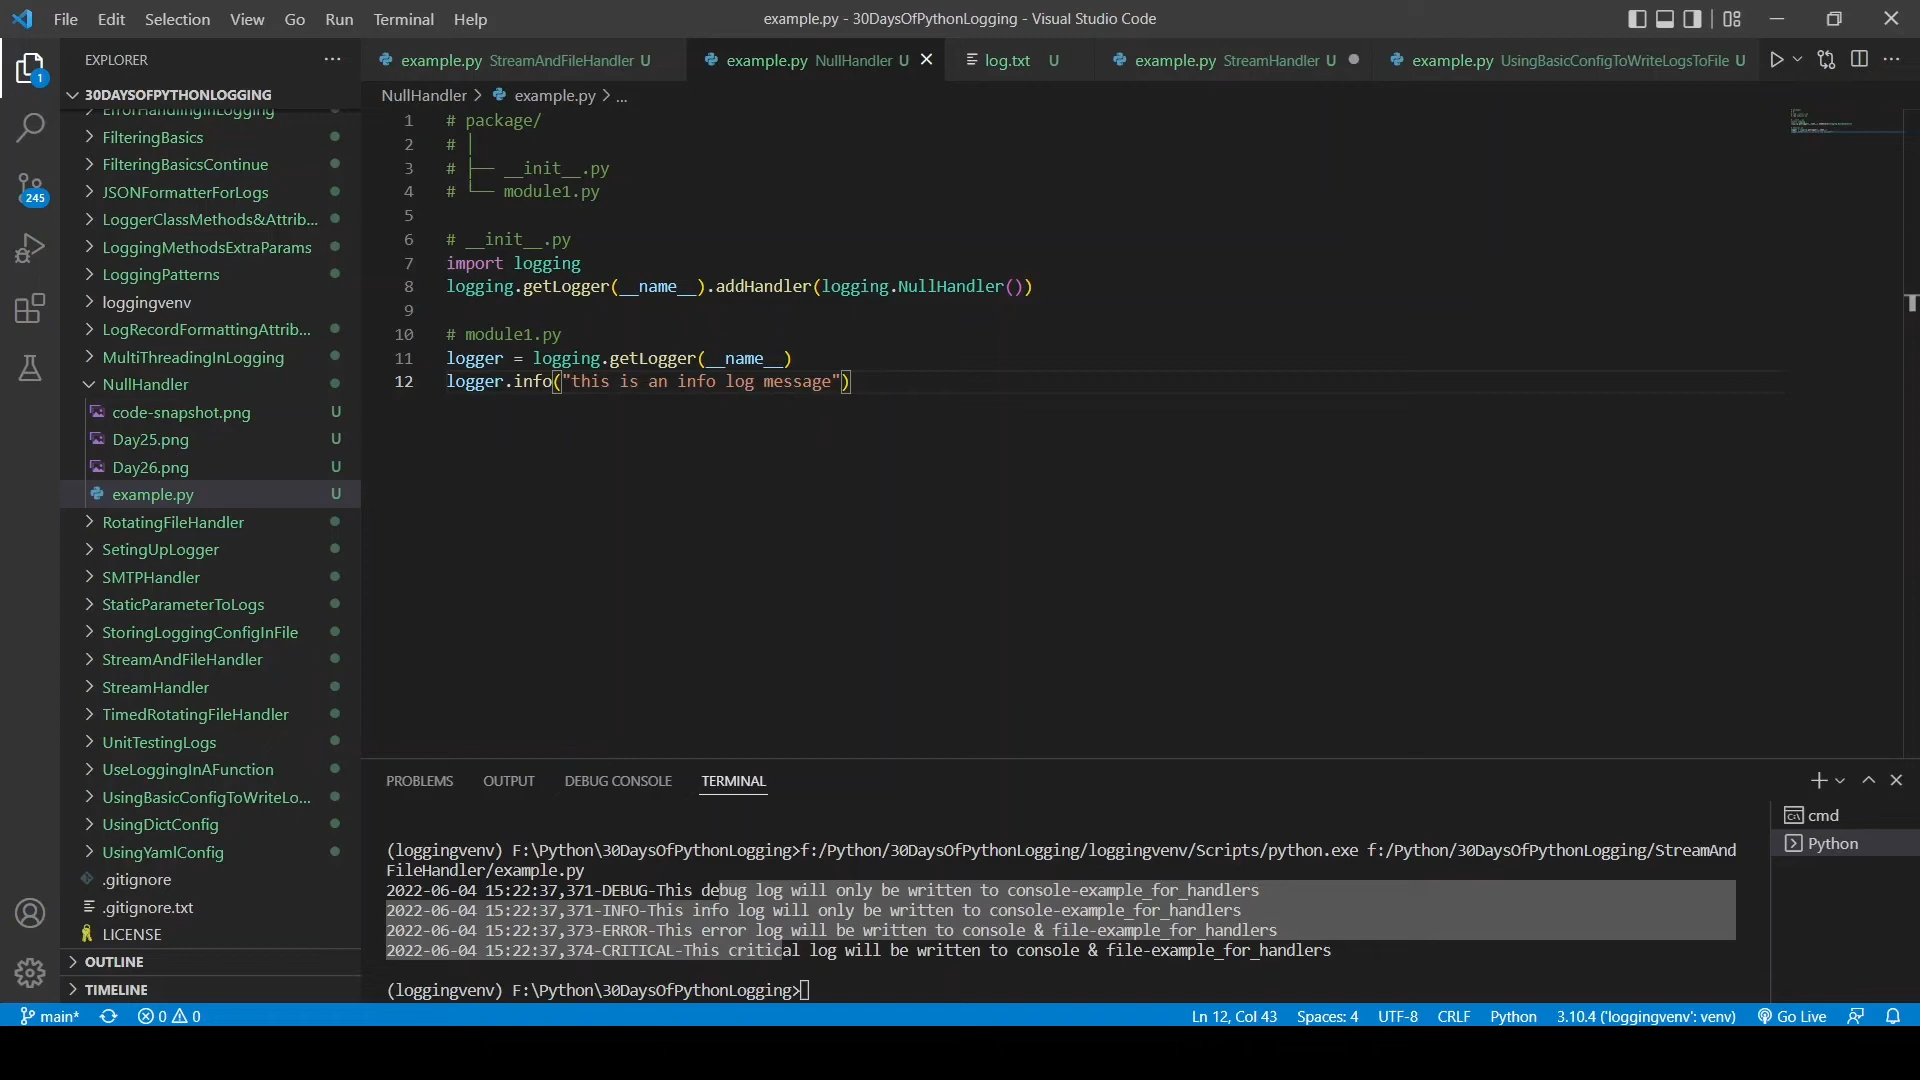 File Edit Selection View Go Run Terminal Help
example.py - 30DaysOfPythonLogging - Visual Studio Code
EXPLORER
1
245
30DAYSOFPYTHONLOGGING
ErrorHandlingInLogging
FilteringBasics
FilteringBasicsContinue
JSONFormatterForLogs
LoggerClassMethods&Attrib...
LoggingMethodsExtraParams
LoggingPatterns
loggingvenv
LogRecordFormattingAttrib...
MultiThreadingInLogging
NullHandler
code-snapshot.png U
Day25.png U
Day26.png U
example.py U
RotatingFileHandler
SetingUpLogger
SMTPHandler
StaticParameterToLogs
StoringLoggingConfigInFile
StreamAndFileHandler
StreamHandler
TimedRotatingFileHandler
UnitTestingLogs
UseLoggingInAFunction
UsingBasicConfigToWriteLo...
UsingDictConfig
UsingYamlConfig
.gitignore
.gitignore.txt
LICENSE
OUTLINE
TIMELINE
example.py StreamAndFileHandler U
example.py NullHandler U
log.txt U
example.py StreamHandler U
example.py UsingBasicConfigToWriteLogsToFile U
NullHandler > example.py > ...
1 # package/
2 # │
3 # ├── __init__.py
4 # └── module1.py
5
6 # __init__.py
7 import logging
8 logging.getLogger(__name__).addHandler(logging.NullHandler())
9
10 # module1.py
11 logger = logging.getLogger(__name__)
12 logger.info("this is an info log message")
PROBLEMS OUTPUT DEBUG CONSOLE TERMINAL
(loggingvenv) F:\Python\30DaysOfPythonLogging>f:/Python/30DaysOfPythonLogging/loggingvenv/Scripts/python.exe f:/Python/30DaysOfPythonLogging/StreamAnd
FileHandler/example.py
2022-06-04 15:22:37,371-DEBUG-This debug log will only be written to console-example_for_handlers
2022-06-04 15:22:37,371-INFO-This info log will only be written to console-example_for_handlers
2022-06-04 15:22:37,373-ERROR-This error log will be written to console & file-example_for_handlers
2022-06-04 15:22:37,374-CRITICAL-This critical log will be written to console & file-example_for_handlers
(loggingvenv) F:\Python\30DaysOfPythonLogging>
cmd
Python
main* 0 0
Ln 12, Col 43 Spaces: 4 UTF-8 CRLF Python 3.10.4 ('loggingvenv': venv) Go Live